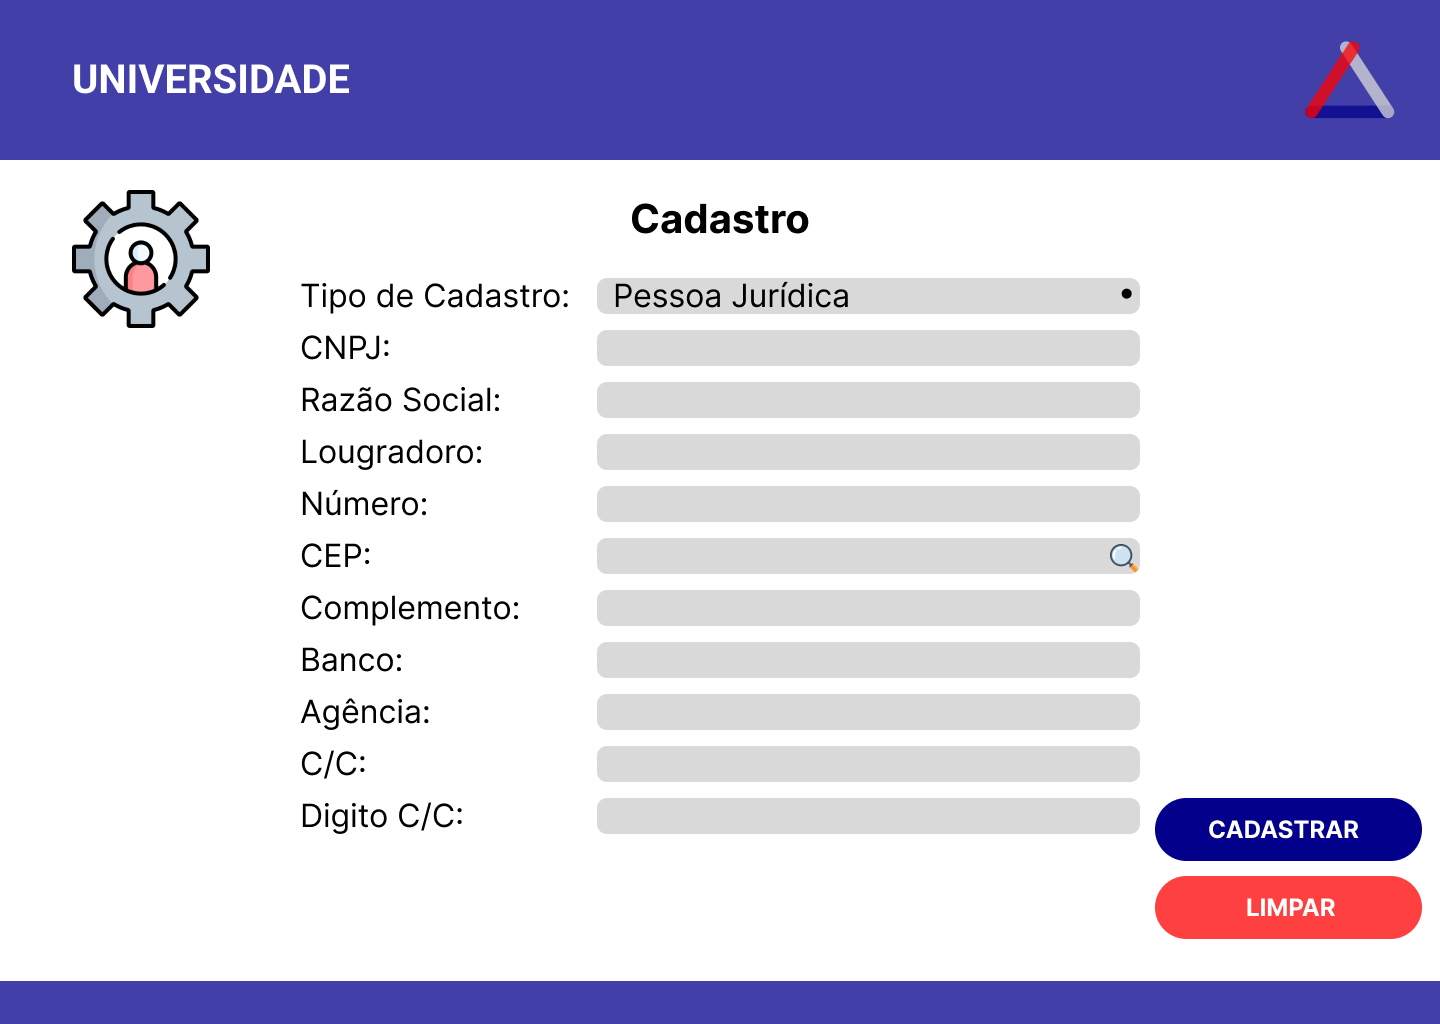 UNIVERSIDADE
Cadastro
Tipo de Cadastro: Pessoa Jurídica
CNPJ:
Razão Social:
Lougradoro:
Número:
CEP:
Complemento:
Banco:
Agência:
C/C:
Digito C/C:
CADASTRAR
LIMPAR